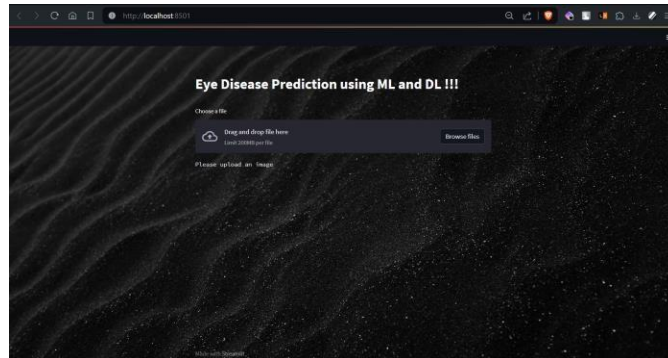 http://localhost:8501
Eye Disease Prediction using ML and DL !!!
Choose a file
Drag and drop file here
Limit 200MB per file
Browse files
Please upload an image
Made with Streamlit